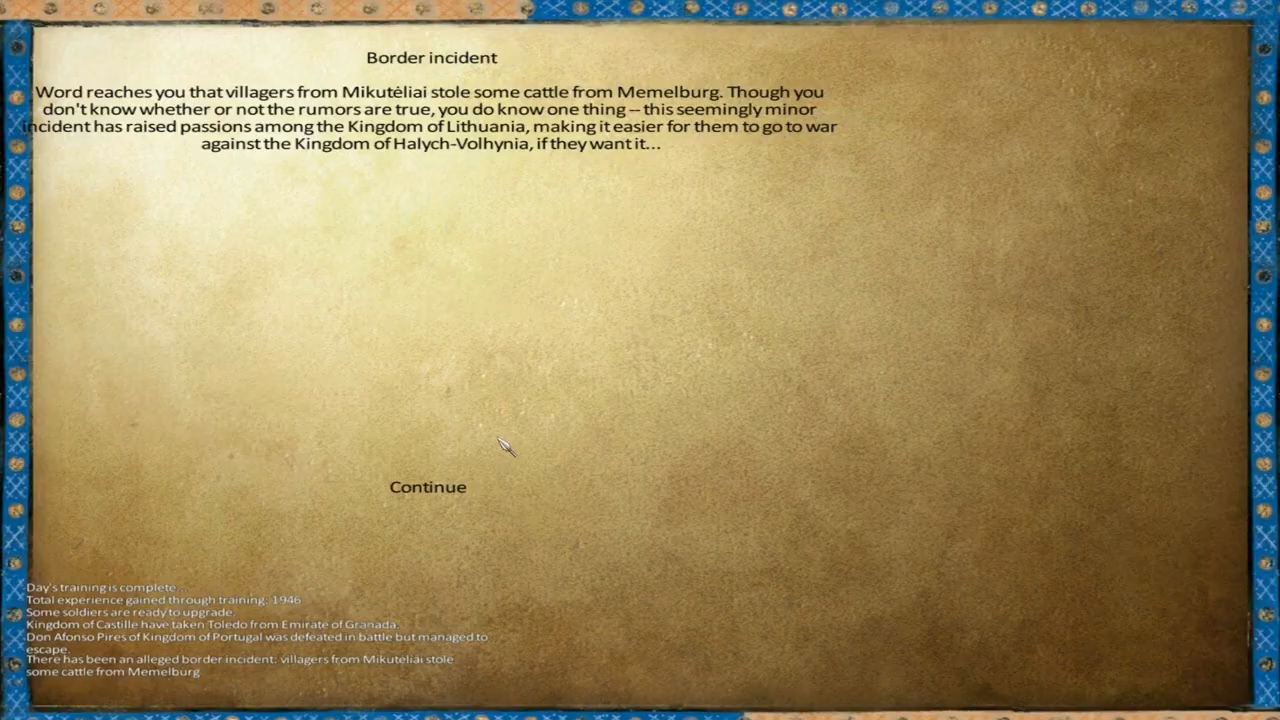 Border incident
Word reaches you that villagers from Mikutėliai stole some cattle from Memelburg. Though you
don't know whether or not the rumors are true, you do know one thing -- this seemingly minor
incident has raised passions among the Kingdom of Lithuania, making it easier for them to go to war
against the Kingdom of Halych-Volhynia, if they want it...
Continue
Day's training is complete.
Total experience gained through training: 1946
Some soldiers are ready to upgrade.
Kingdom of Castille have taken Toledo from Emirate of Granada.
Don Afonso Pires of Kingdom of Portugal was defeated in battle but managed to
escape.
There has been an alleged border incident: villagers from Mikutėliai stole
some cattle from Memelburg